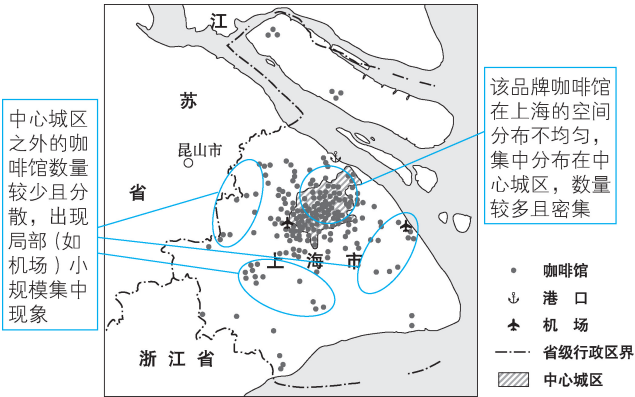 中心城区
之外的咖
啡馆数量
较少且分
散，出现
局部（如
机场）小
规模集中
现象
江
苏
省
昆山市
上海市
浙江省
该品牌咖啡馆
在上海的空间
分布不均匀，
集中分布在中
心城区，数量
较多且密集
咖啡馆
港口
机场
省级行政区界
中心城区